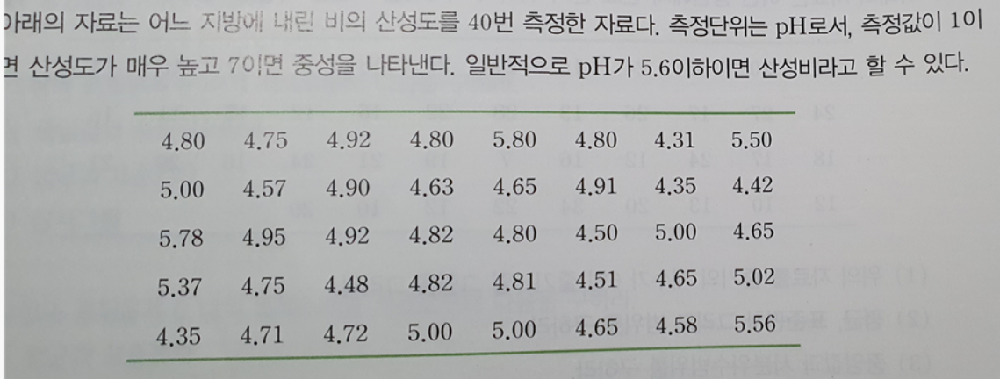 아래의 자료는 어느 지방에 내린 비의 산성도를 40번 측정한 자료다. 측정단위는 pH로서, 측정값이 1이
면 산성도가 매우 높고 7이면 중성을 나타낸다. 일반적으로 pH가 5.6이하이면 산성비라고 할 수 있다.
4.80 4.75 4.92 4.80 5.80 4.80 4.31 5.50
5.00 4.57 4.90 4.63 4.65 4.91 4.35 4.42
5.78 4.95 4.92 4.82 4.80 4.50 5.00 4.65
5.37 4.75 4.48 4.82 4.81 4.51 4.65 5.02
4.35 4.71 4.72 5.00 5.00 4.65 4.58 5.56